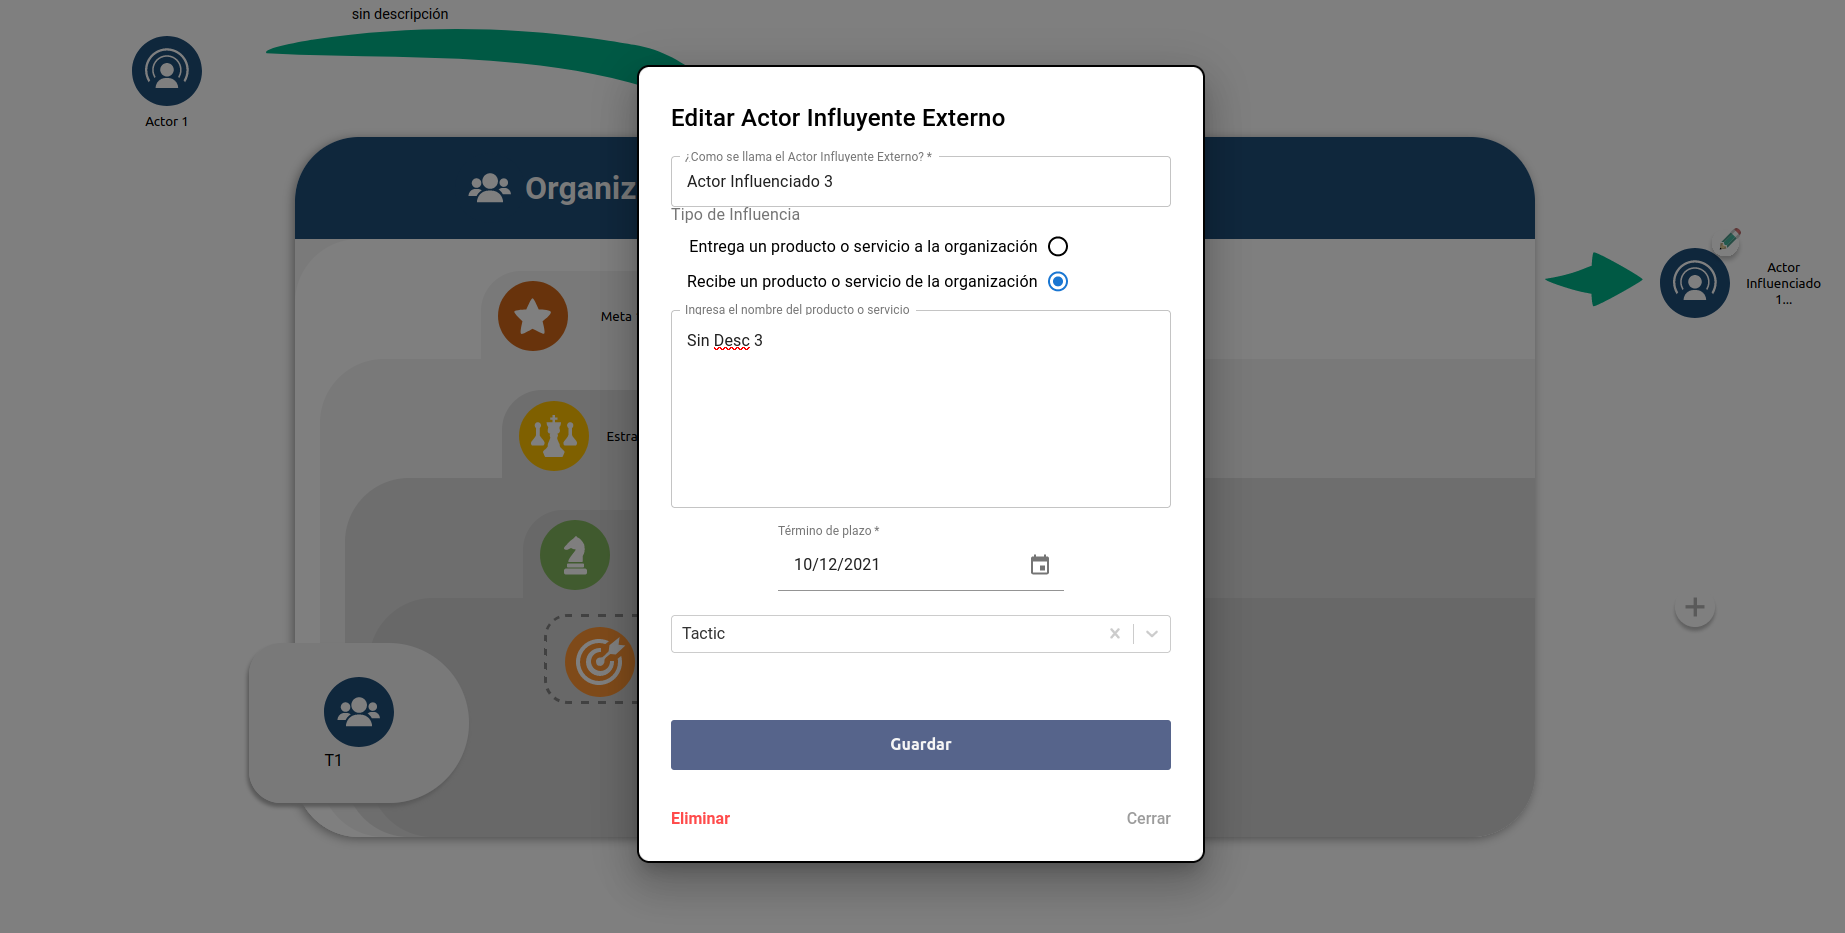 sin descripción
Actor 1
Organiz
Meta
Estra
T1
Editar Actor Influyente Externo
¿Como se llama el Actor Influyente Externo? *
Actor Influenciado 3
Tipo de Influencia
Entrega un producto o servicio a la organización
Recibe un producto o servicio de la organización
Ingresa el nombre del producto o servicio
Sin Desc 3
Término de plazo *
10/12/2021
Tactic
Guardar
Eliminar
Cerrar
Actor
Influenciado
1...